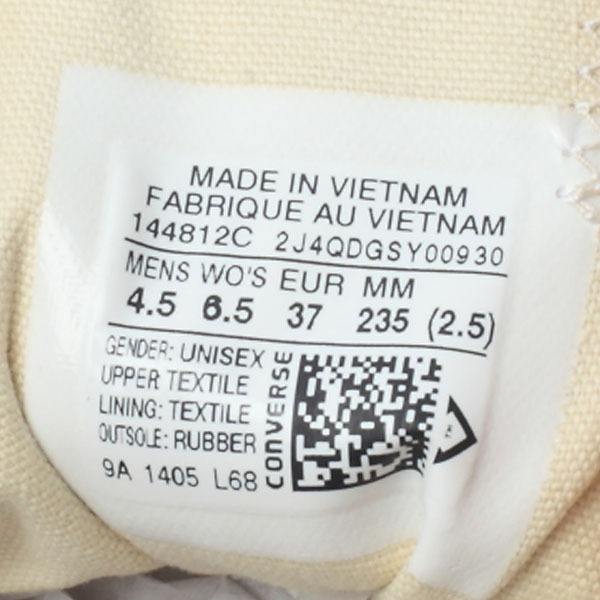 MADE IN VIETNAM
FABRIQUE AU VIETNAM
144812C 2J4QDGSY00930
MENS WO'S EUR MM
4.5 6.5 37 235 (2.5)
GENDER: UNISEX
UPPER TEXTILE
LINING: TEXTILE
OUTSOLE: RUBBER
9A 1405 L68
CONVERSE
TM